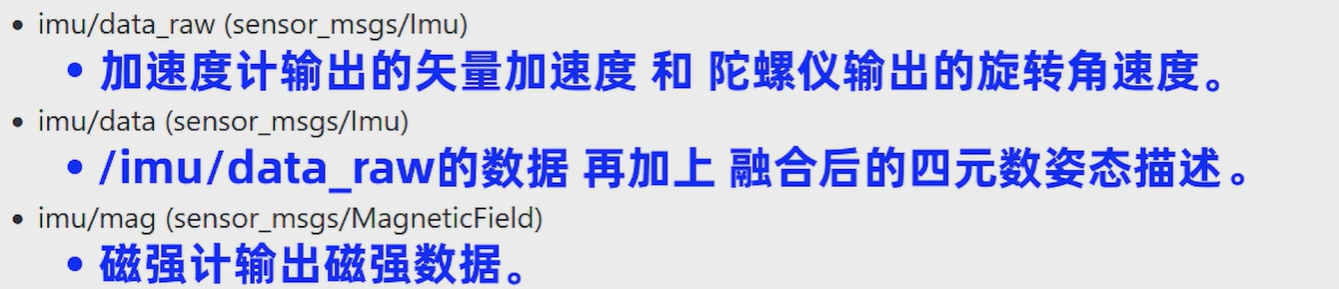 • imu/data_raw (sensor_msgs/Imu)
• 加速度计输出的矢量加速度 和 陀螺仪输出的旋转角速度。
• imu/data (sensor_msgs/Imu)
• /imu/data_raw的数据 再加上 融合后的四元数姿态描述。
• imu/mag (sensor_msgs/MagneticField)
• 磁强计输出磁强数据。